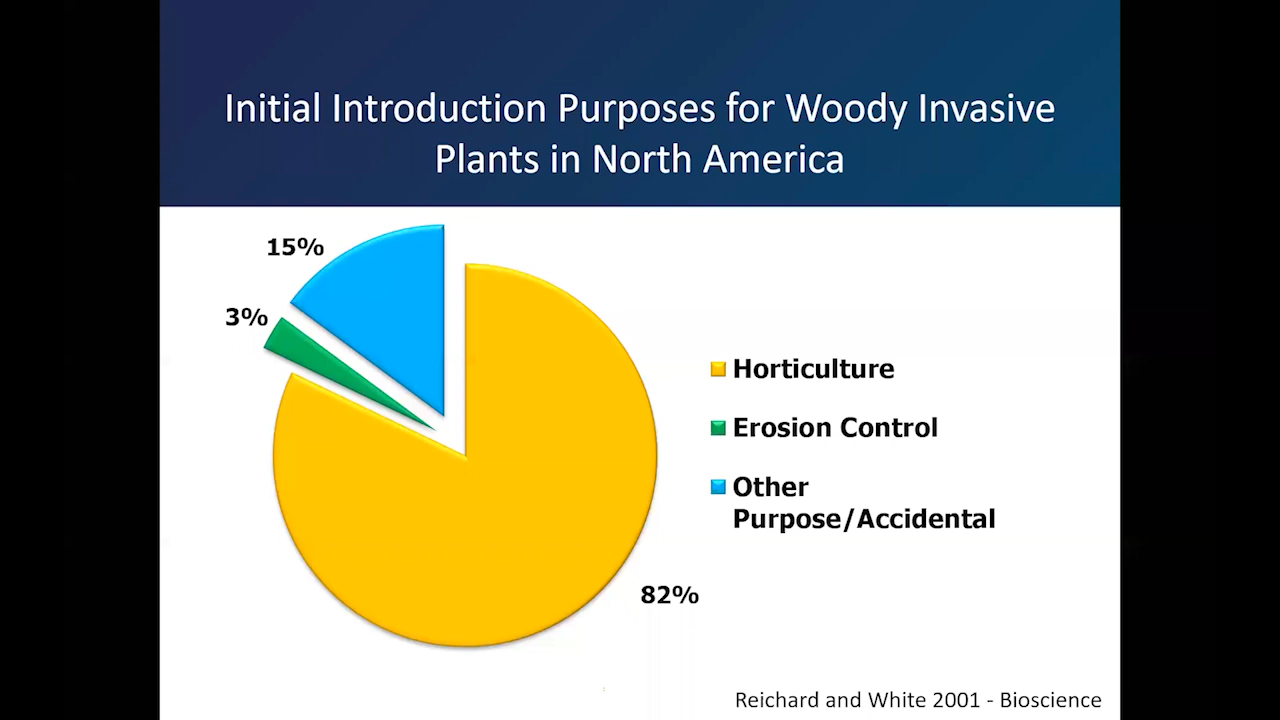 Initial Introduction Purposes for Woody Invasive
Plants in North America
15%
3%
Horticulture
Erosion Control
Other
Purpose/Accidental
82%
Reichard and White 2001 - Bioscience